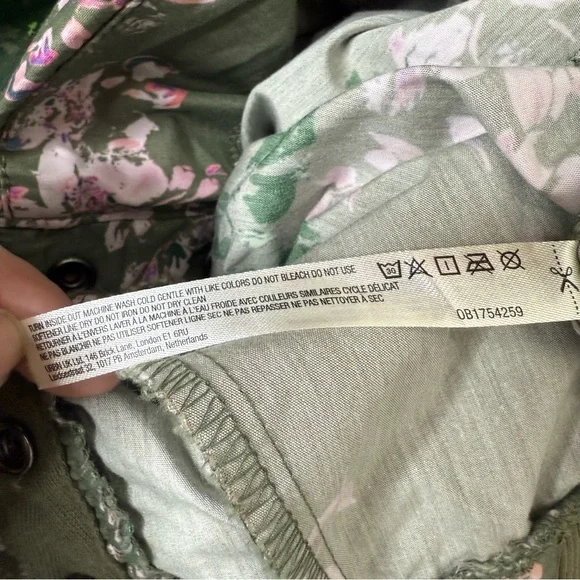 TURN INSIDE OUT MACHINE WASH COLD GENTLE WITH LIKE COLORS DO NOT BLEACH DO NOT USE
SOFTENER LINE DRY DO NOT IRON DO NOT DRY CLEAN
RETOURNER À L'ENVERS LAVER À LA MACHINE À L'EAU FROIDE AVEC COULEURS SIMILAIRES CYCLE DÉLICAT
NE PAS BLANCHIR NE PAS UTILISER SOFTENER LIGNE SEC NE PAS REPASSER NE PAS NETTOYER À SEC
URBN UK Ltd. 146 Brick Lane, London E1 6RU
Leidsestraat 32, 1017 PB Amsterdam, Netherlands
30
OB1754259